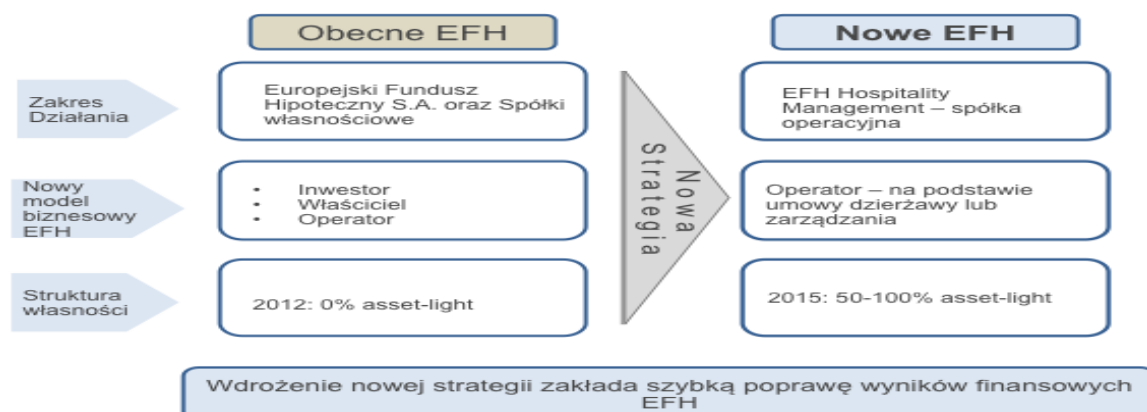 Obecne EFH
Nowe EFH
Zakres
Działania
Europejski Fundusz
Hipoteczny S.A. oraz Spółki
własnościowe
EFH Hospitality
Management – spółka
operacyjna
Nowy
model
biznesowy
EFH
• Inwestor
• Właściciel
• Operator
Nowa
Strategia
Operator – na podstawie
umowy dzierżawy lub
zarządzania
Struktura
własności
2012: 0% asset-light
2015: 50-100% asset-light
Wdrożenie nowej strategii zakłada szybką poprawę wyników finansowych
EFH